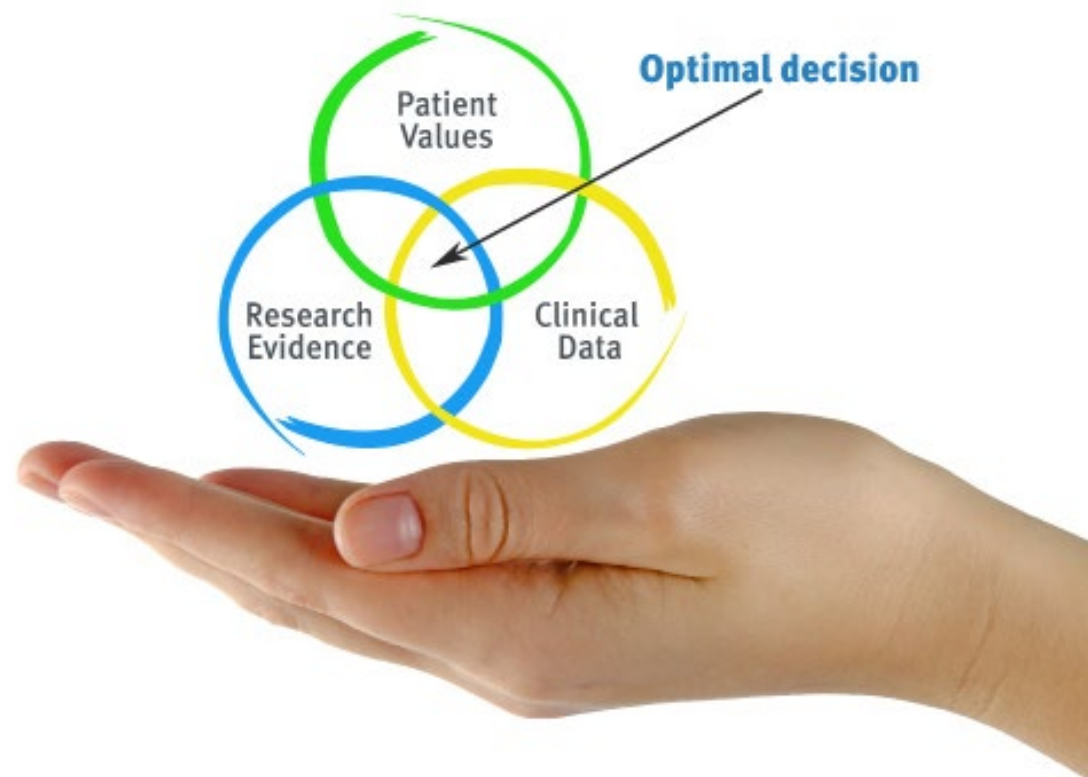 Optimal decision
Patient
Values
Research
Evidence
Clinical
Data